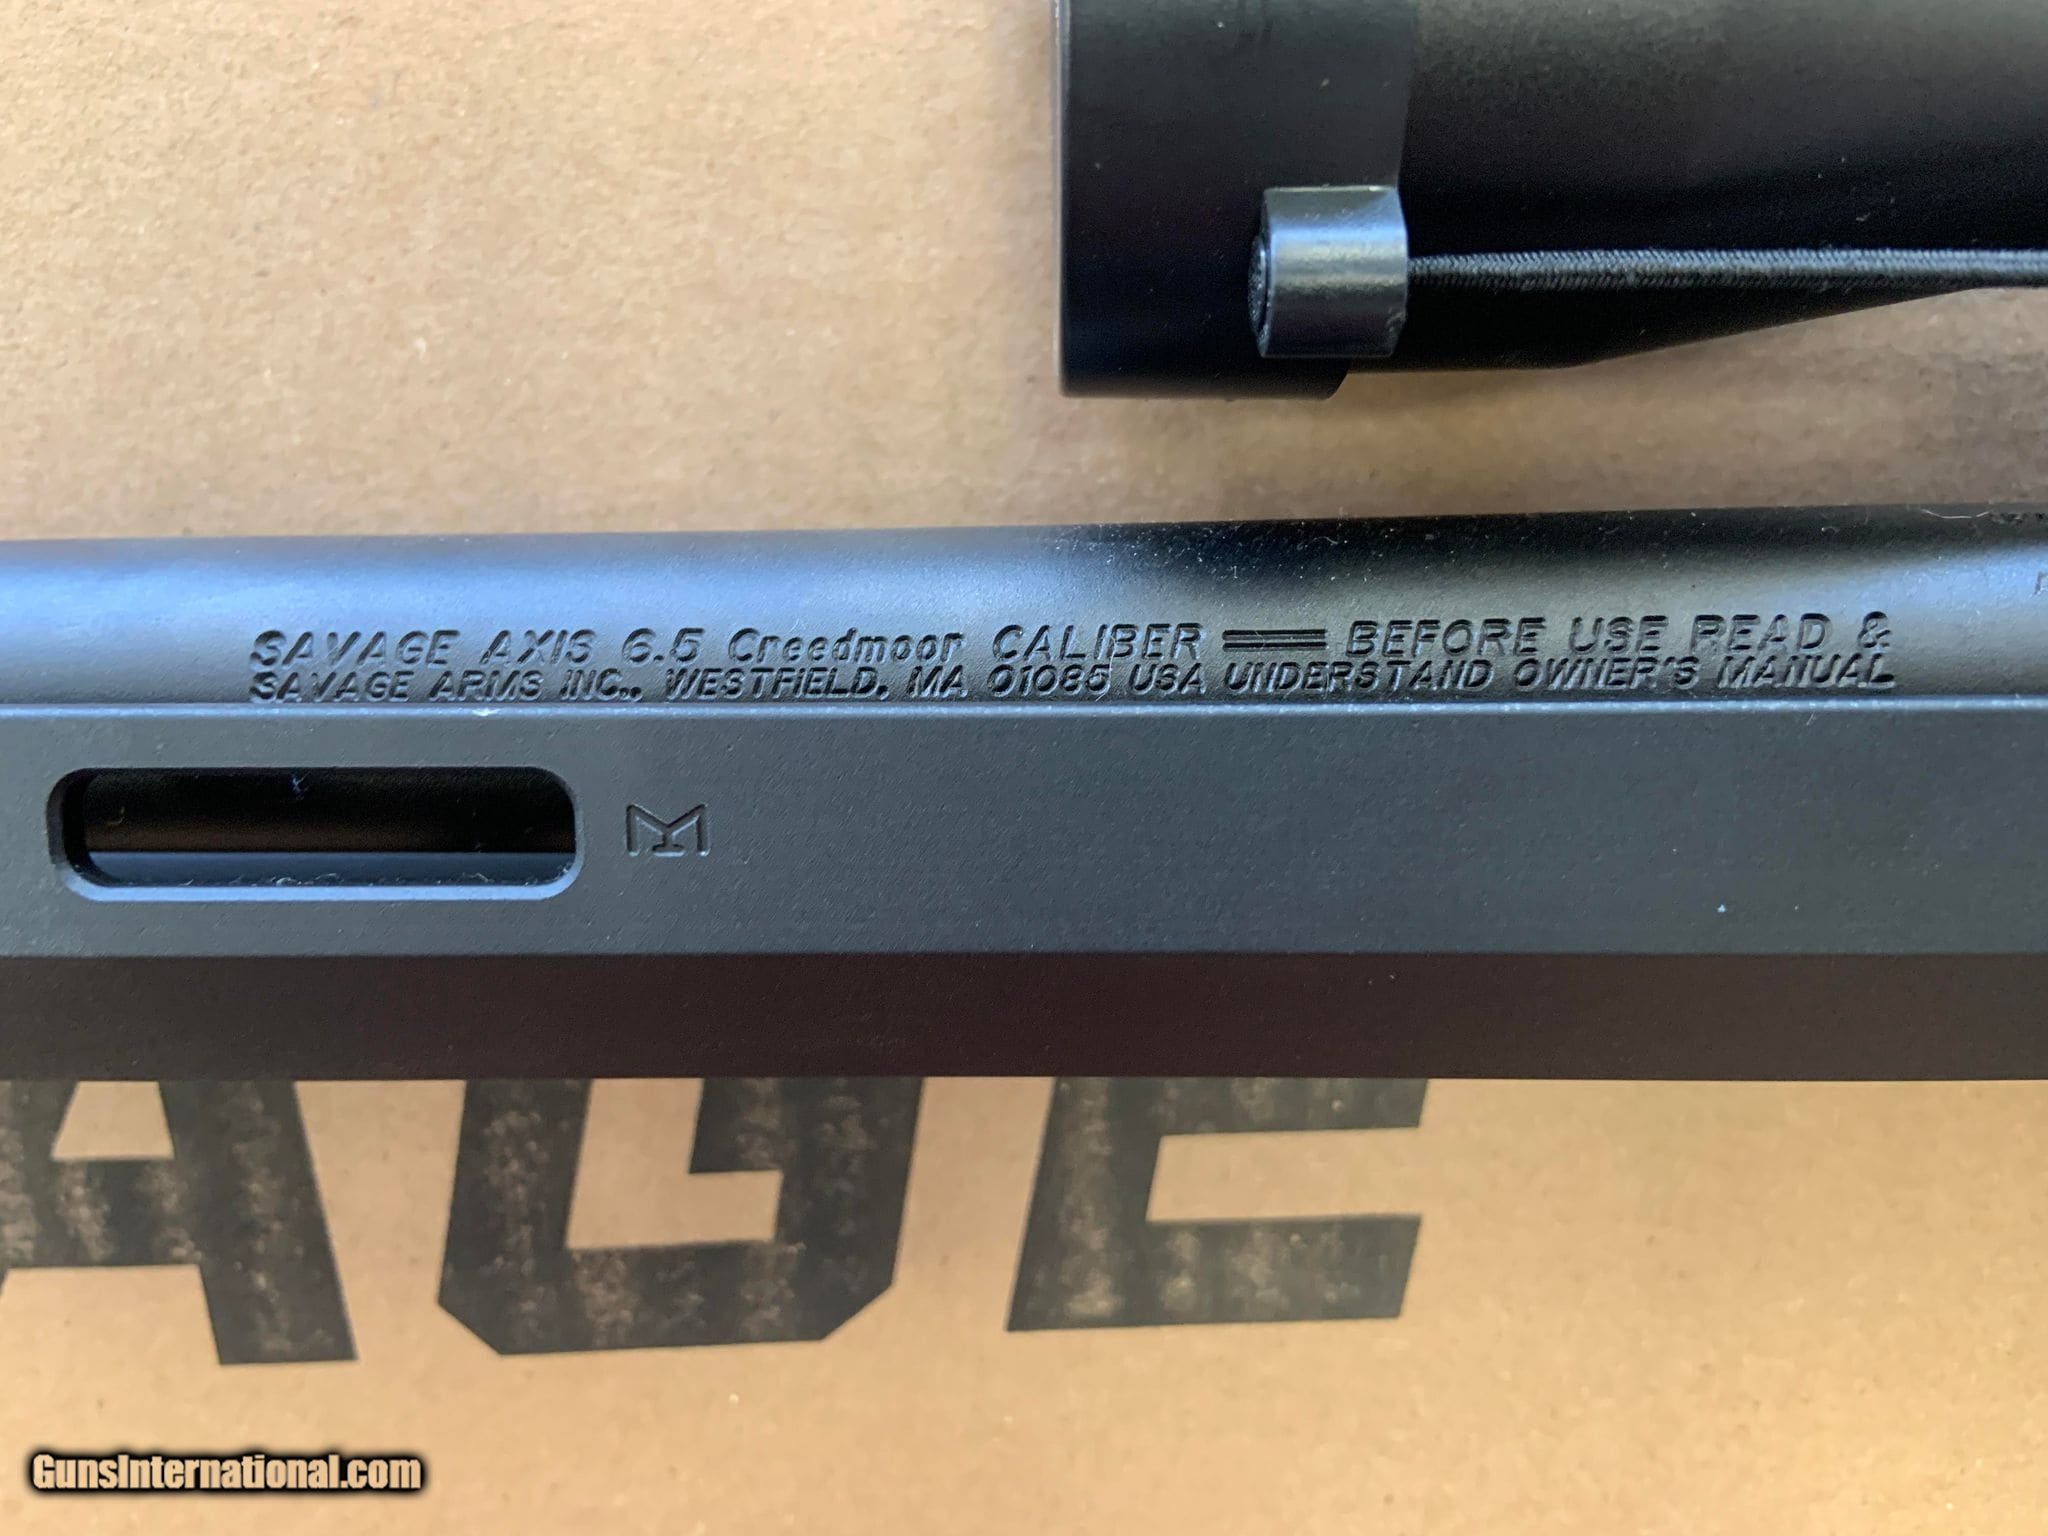 SAVAGE AXIS 6.5 Creedmoor CALIBER BEFORE USE READ &
SAVAGE ARMS INC., WESTFIELD, MA 01085 USA UNDERSTAND OWNER'S MANUAL
AGE
GunsInternational.com